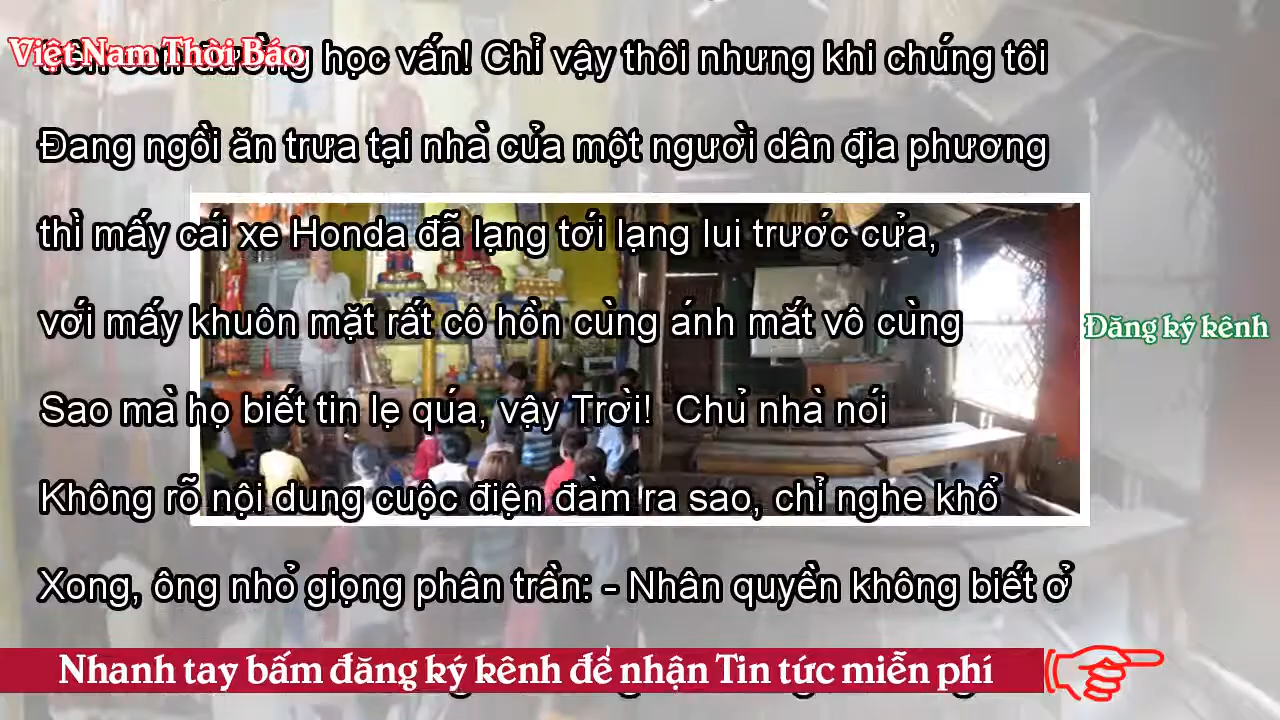 Việt Nam Thời Báo
học vấn! Chỉ vậy thôi nhưng khi chúng tôi
Đang ngồi ăn trưa tại nhà của một người dân địa phương
thì mấy cái xe Honda đã lạng tới lạng lui trước cửa,
với mấy khuôn mặt rất cô hồn cùng ánh mắt vô cùng
Đăng ký kênh
Sao mà họ biết tin lẹ qúa, vậy Trời! Chủ nhà nói
Không rõ nội dung cuộc điện đàm ra sao, chỉ nghe khổ
Xong, ông nhỏ giọng phân trần: - Nhân quyền không biết ở
Nhanh tay bấm đăng ký kênh để nhận Tin tức miễn phí